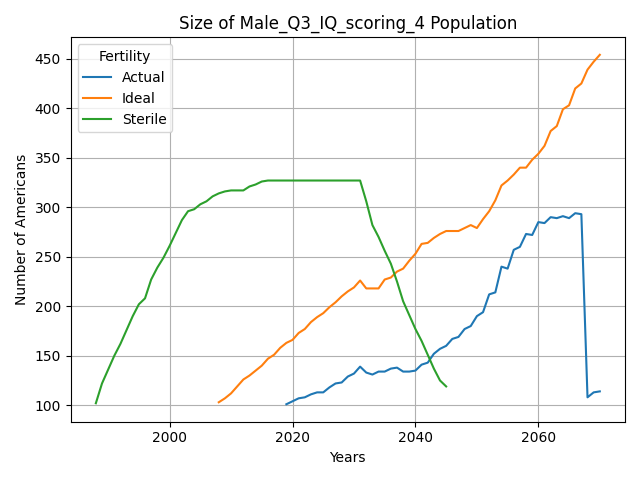 Size of Male_Q3_IQ_scoring_4 Population
Fertility
Actual
Ideal
Sterile
Number of Americans
450
400
350
300
250
200
150
100
2000 2020 2040 2060
Years